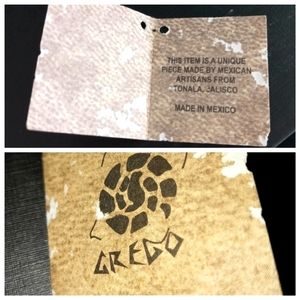 THIS ITEM IS A UNIQUE
PIECE MADE BY MEXICAN
ARTISANS FROM
TONALA, JALISCO
MADE IN MEXICO
GREGO